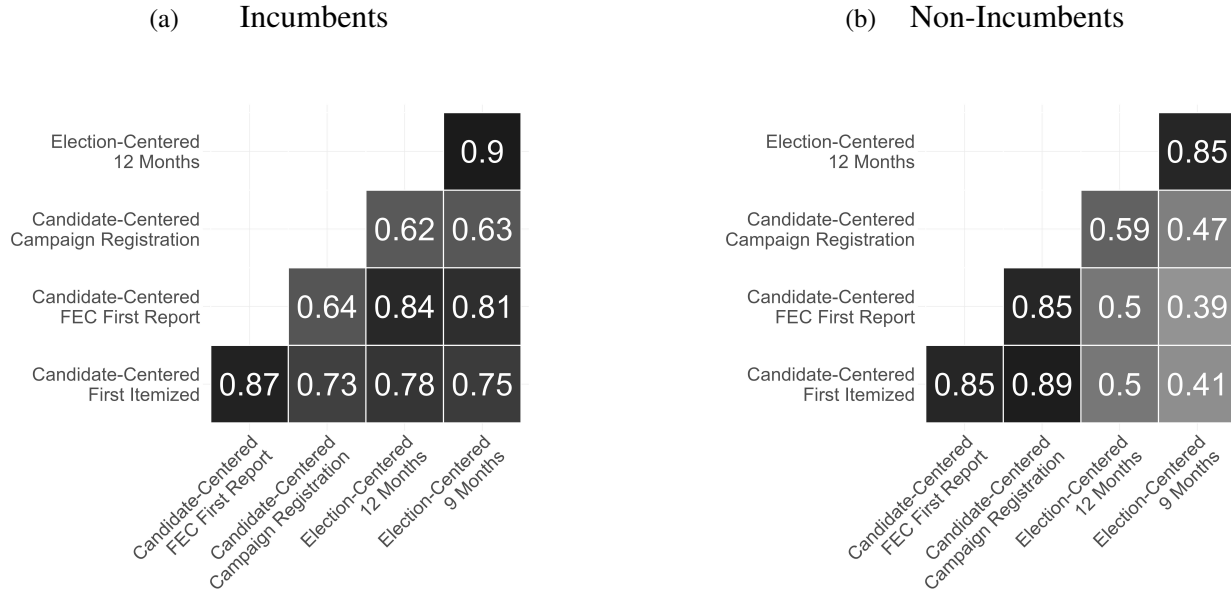 (a) Incumbents
Election-Centered
12 Months
0.9
Candidate-Centered
Campaign Registration
0.62 0.63
Candidate-Centered
FEC First Report
0.64 0.84 0.81
Candidate-Centered
First Itemized
0.87 0.73 0.78 0.75
Candidate-Centered
FEC First Report
Candidate-Centered
Campaign Registration
Election-Centered
12 Months
Election-Centered
9 Months
(b) Non-Incumbents
Election-Centered
12 Months
0.85
Candidate-Centered
Campaign Registration
0.59 0.47
Candidate-Centered
FEC First Report
0.85 0.5 0.39
Candidate-Centered
First Itemized
0.85 0.89 0.5 0.41
Candidate-Centered
FEC First Report
Candidate-Centered
Campaign Registration
Election-Centered
12 Months
Election-Centered
9 Months